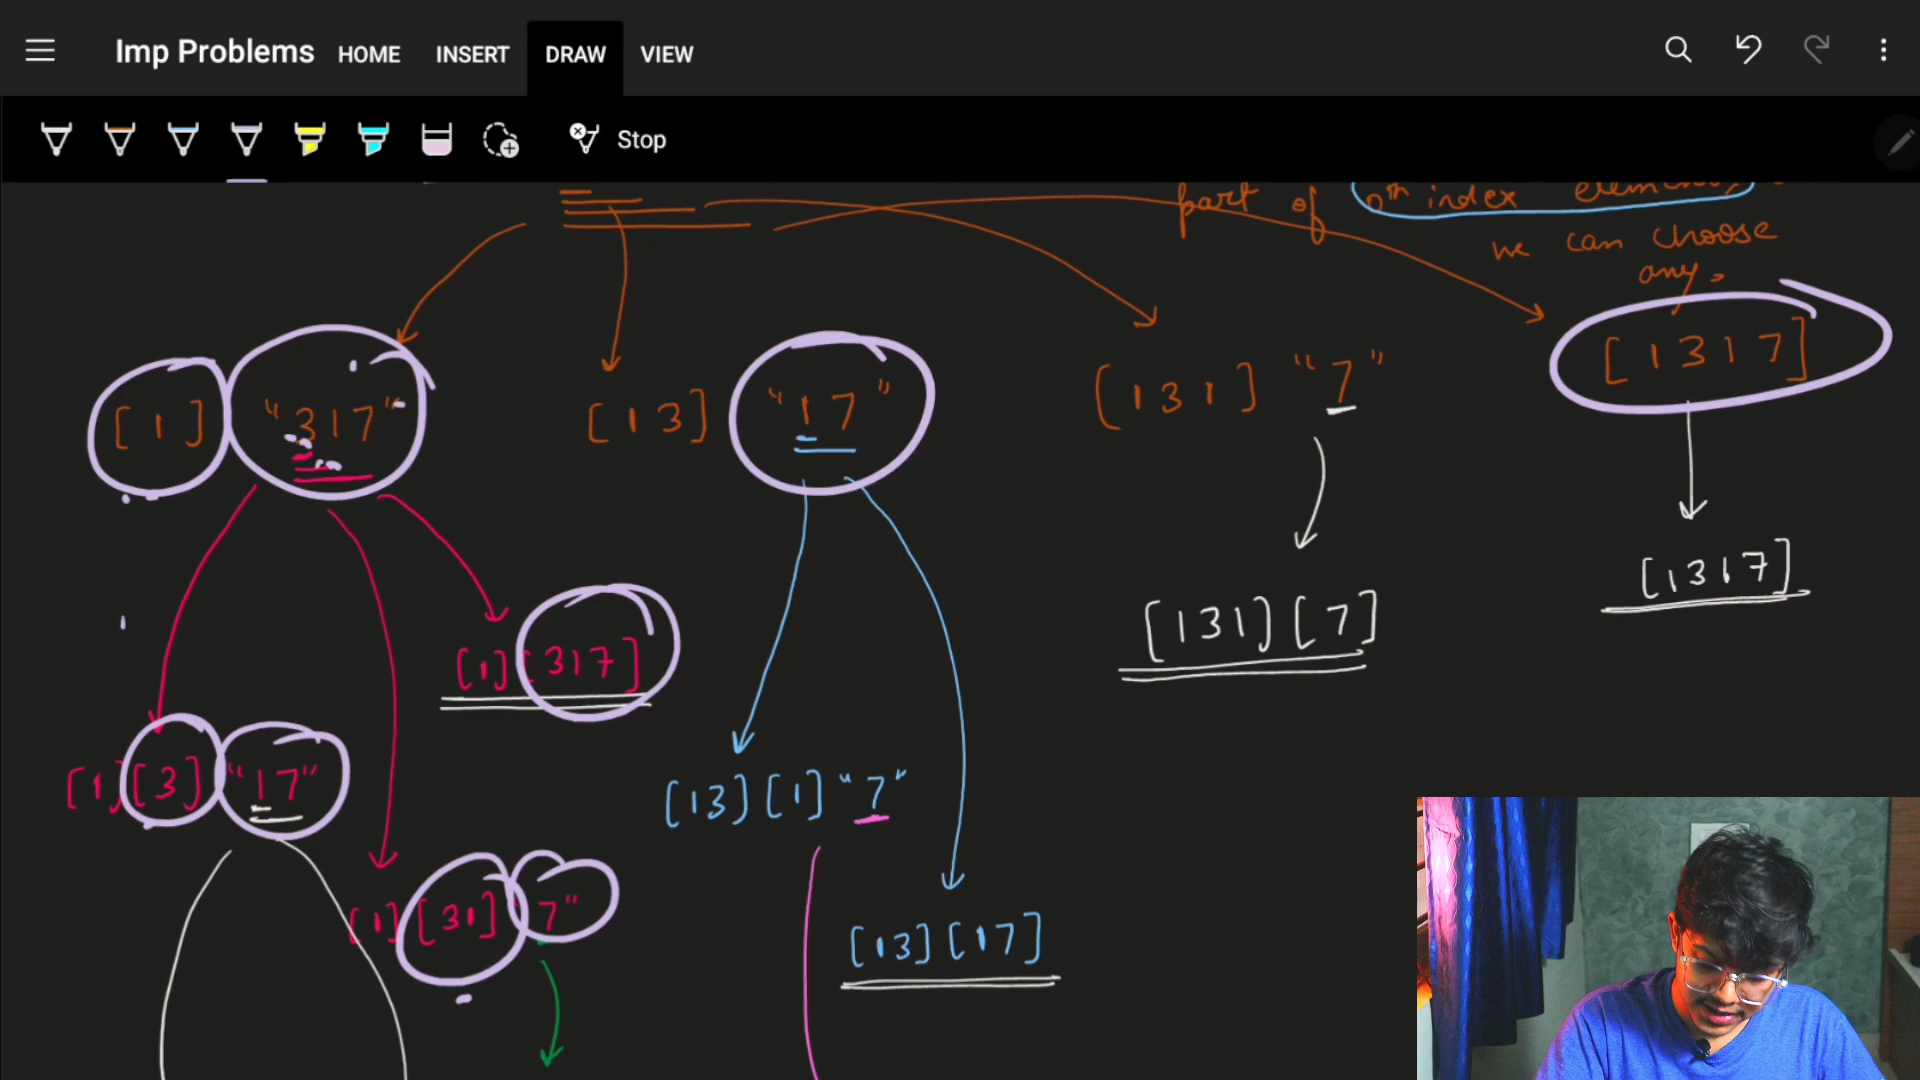 Imp Problems HOME INSERT DRAW VIEW
Stop
part of 0th index element
we can choose
any.
[1] "317"
[13] "17"
[131] "7"
[1317]
[1317]
[131][7]
[1][317]
[1][3] "17"
[13][1] "7"
[1][31] 7"
[13][17]